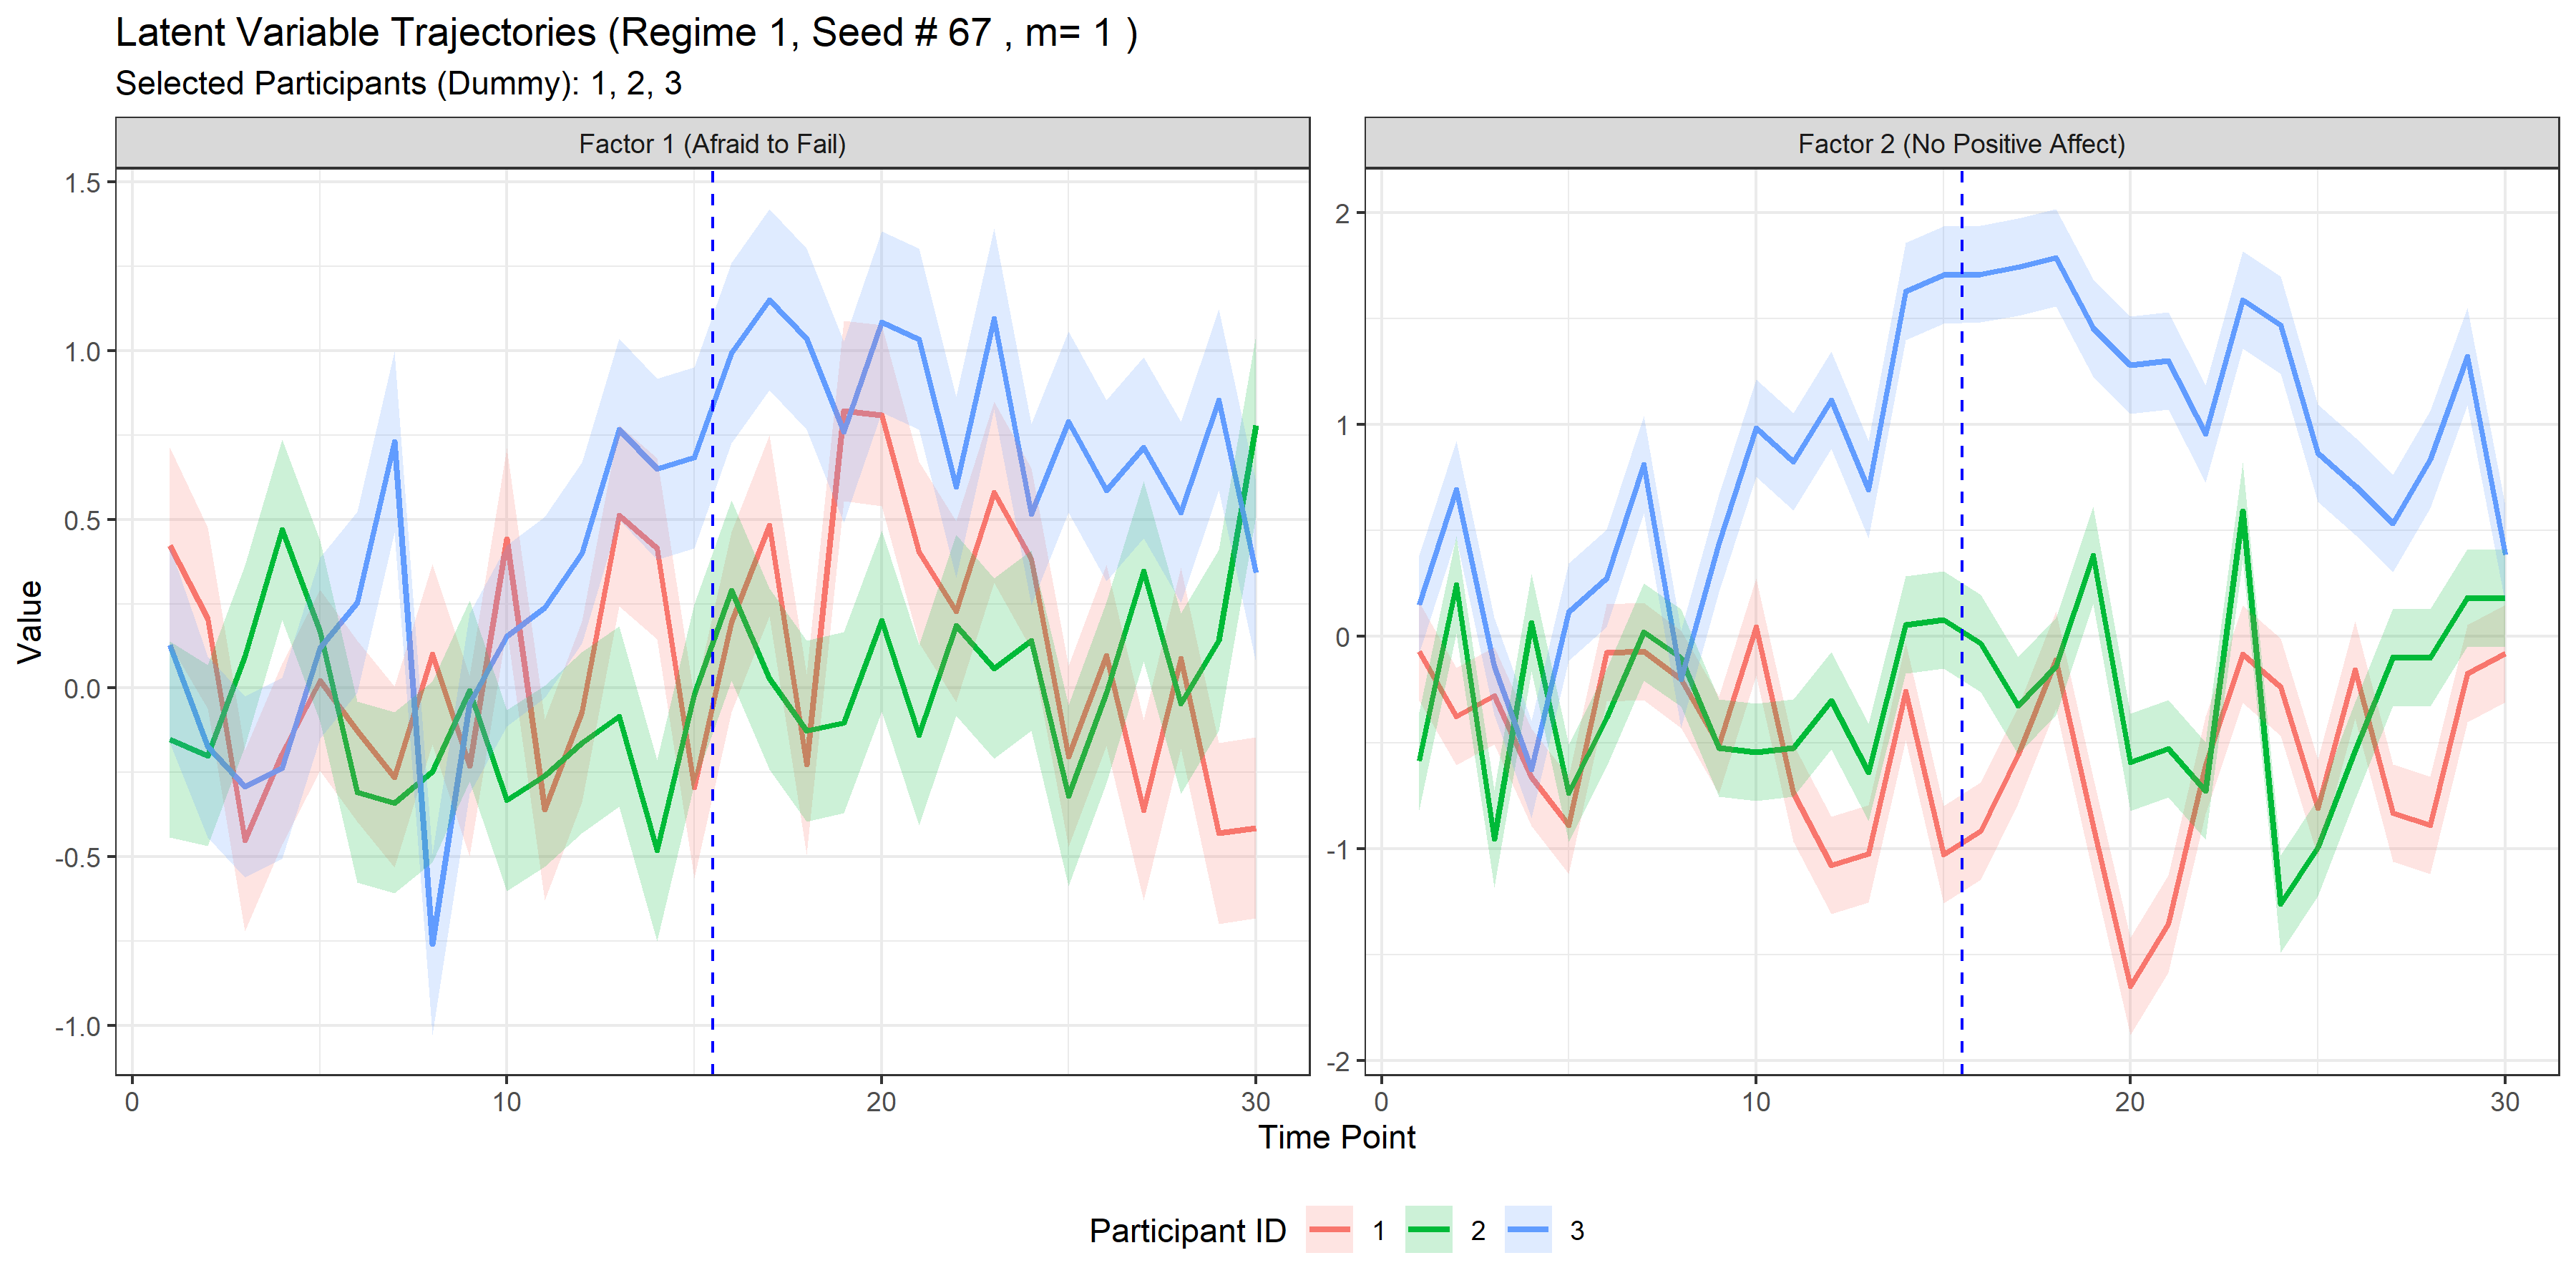 Latent Variable Trajectories (Regime 1, Seed # 67 , m= 1 )
Selected Participants (Dummy): 1, 2, 3
Factor 1 (Afraid to Fail)
Factor 2 (No Positive Affect)
Value
1.5
1.0
0.5
0.0
-0.5
-1.0
2
1
0
-1
-2
0 10 20 30
0 10 20 30
Time Point
Participant ID 1 2 3